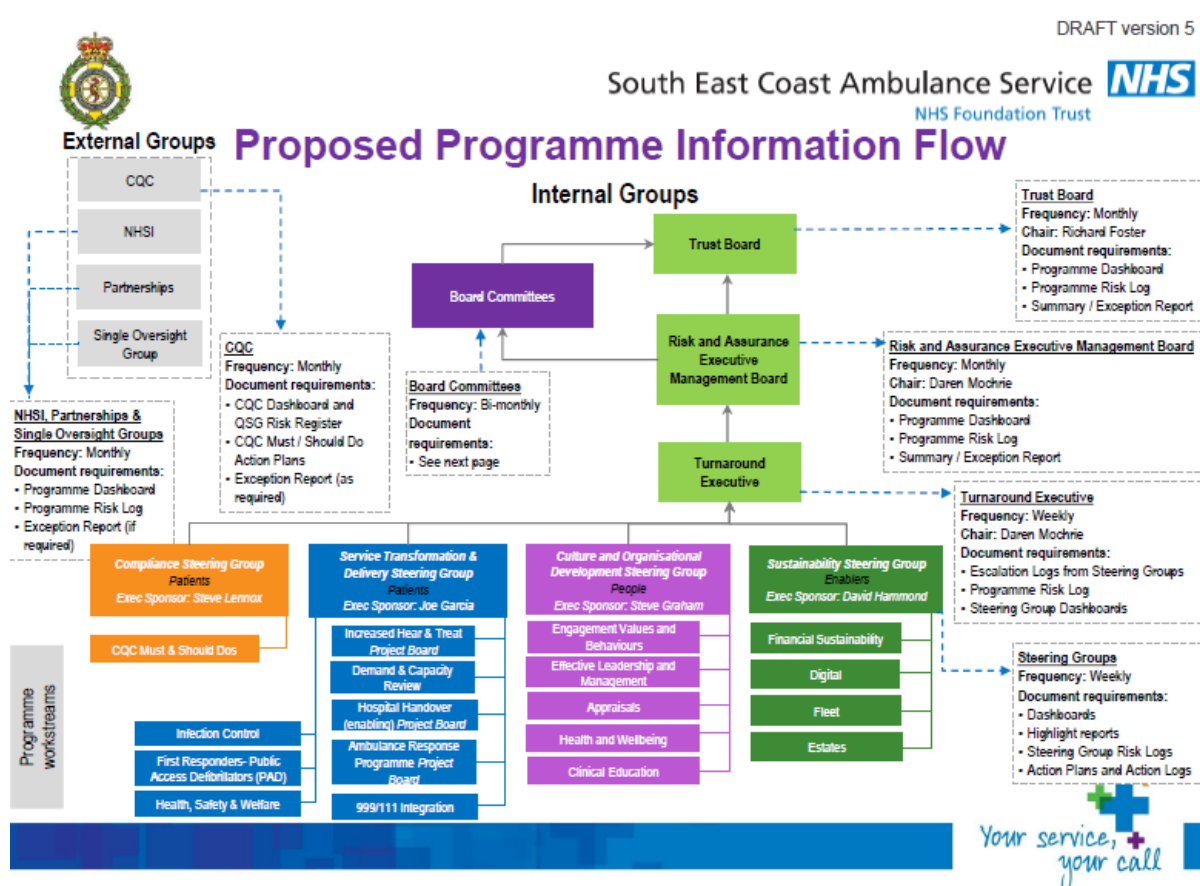 DRAFT version 5
South East Coast Ambulance Service NHS
NHS Foundation Trust
Proposed Programme Information Flow
External Groups
CQC
NHSI
Partnerships
Single Oversight
Group
NHSI, Partnerships &
Single Oversight Groups
Frequency: Monthly
Document requirements:
• Programme Dashboard
• Programme Risk Log
• Exception Report (if
required)
CQC
Frequency: Monthly
Document requirements:
• CQC Dashboard and
QSG Risk Register
• CQC Must / Should Do
Action Plans
• Exception Report (as
required)
Internal Groups
Trust Board
Board Committees
Risk and Assurance
Executive
Management Board
Turnaround
Executive
Board Committees
Frequency: Bi-monthly
Document
requirements:
• See next page
Trust Board
Frequency: Monthly
Chair: Richard Foster
Document requirements:
• Programme Dashboard
• Programme Risk Log
• Summary / Exception Report
Risk and Assurance Executive Management Board
Frequency: Monthly
Chair: Daren Mochrie
Document requirements:
• Programme Dashboard
• Programme Risk Log
• Summary / Exception Report
Turnaround Executive
Frequency: Weekly
Chair: Daren Mochrie
Document requirements:
• Escalation Logs from Steering Groups
• Programme Risk Log
• Steering Group Dashboards
Steering Groups
Frequency: Weekly
Document requirements:
• Dashboards
• Highlight reports
• Steering Group Risk Logs
• Action Plans and Action Logs
Compliance Steering Group
Patients
Exec Sponsor: Steve Lennox
CQC Must & Should Dos
Service Transformation &
Delivery Steering Group
Patients
Exec Sponsor: Joe Garcia
Increased Hear & Treat
Project Board
Demand & Capacity
Review
Hospital Handover
(enabling) Project Board
Ambulance Response
Programme Project
Board
999/111 Integration
Infection Control
First Responders- Public
Access Defibrillators (PAD)
Health, Safety & Welfare
Culture and Organisational
Development Steering Group
People
Exec Sponsor: Steve Graham
Engagement Values and
Behaviours
Effective Leadership and
Management
Appraisals
Health and Wellbeing
Clinical Education
Sustainability Steering Group
Enablers
Exec Sponsor: David Hammond
Financial Sustainability
Digital
Fleet
Estates
Programme
workstreams
Your service,
your call